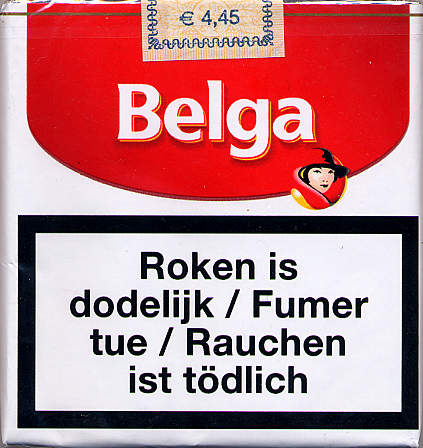 € 4,45
Belga
Roken is
dodelijk / Fumer
tue / Rauchen
ist tödlich